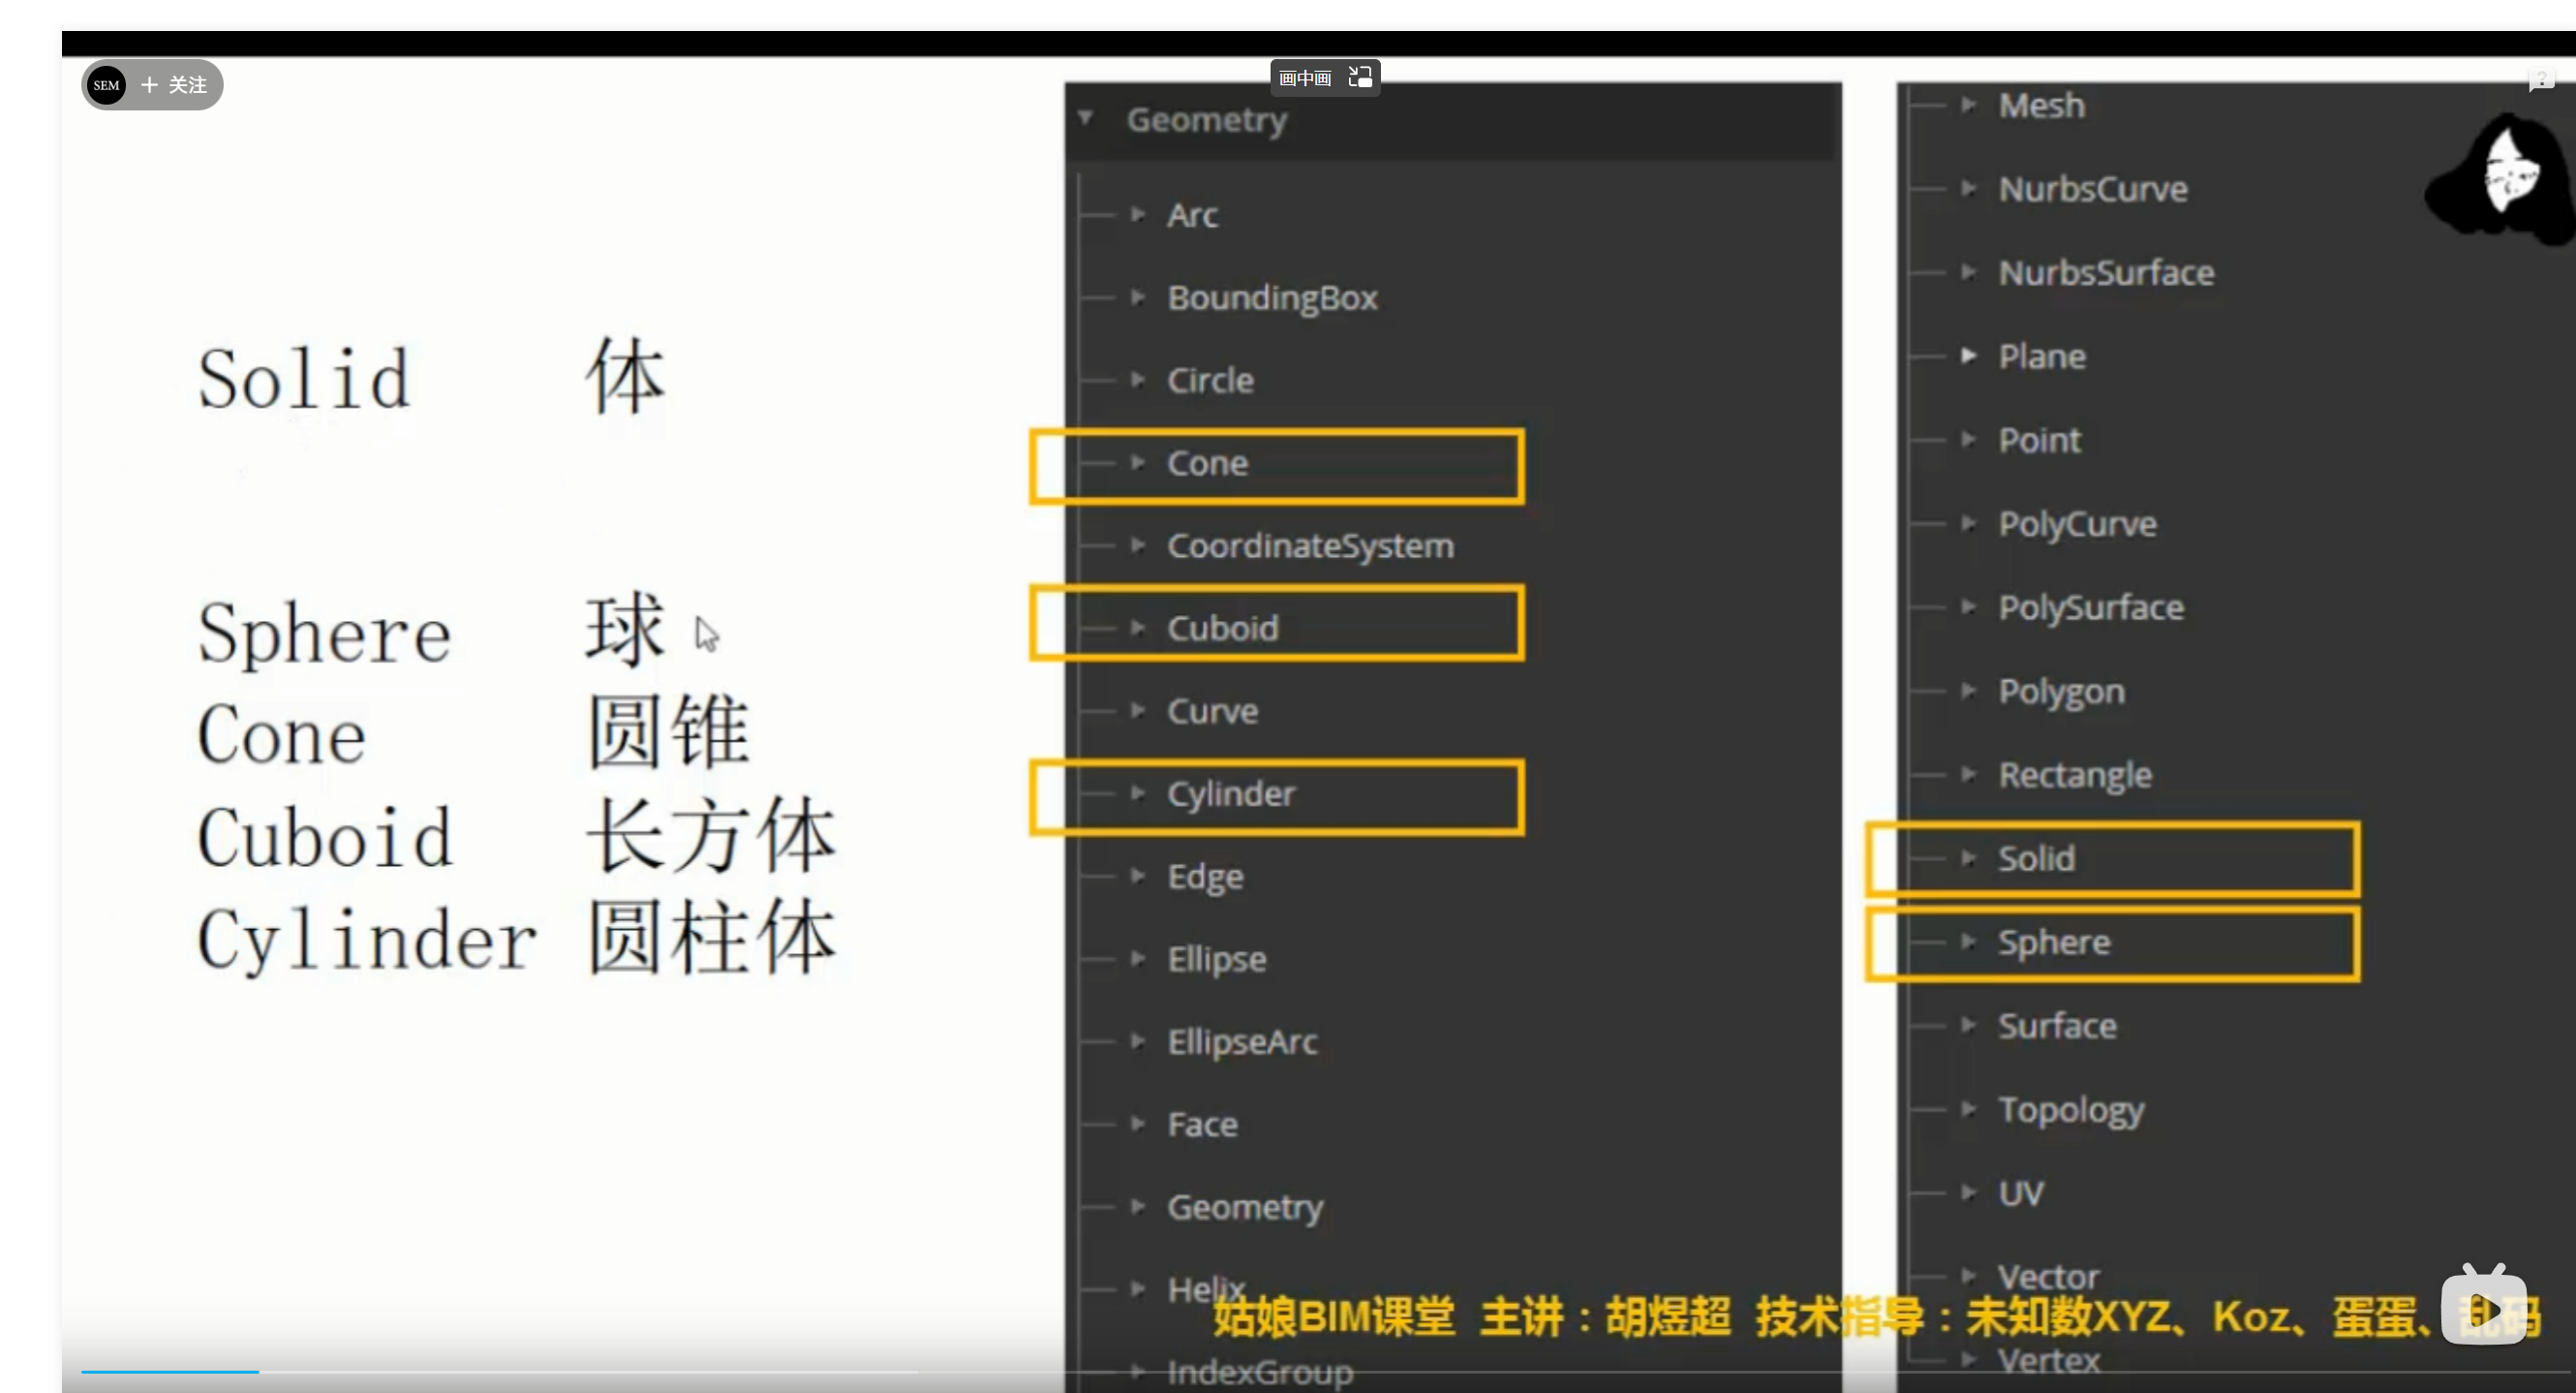 SEM + 关注
画中画
?
Solid 体
Sphere 球
Cone 圆锥
Cuboid 长方体
Cylinder 圆柱体
Geometry
Arc
BoundingBox
Circle
Cone
CoordinateSystem
Cuboid
Curve
Cylinder
Edge
Ellipse
EllipseArc
Face
Geometry
Helix
IndexGroup
Mesh
NurbsCurve
NurbsSurface
Plane
Point
PolyCurve
PolySurface
Polygon
Rectangle
Solid
Sphere
Surface
Topology
UV
Vector
Vertex
姑娘BIM课堂 主讲：胡煜超 技术指导：未知数XYZ、Koz、蛋蛋、乱码